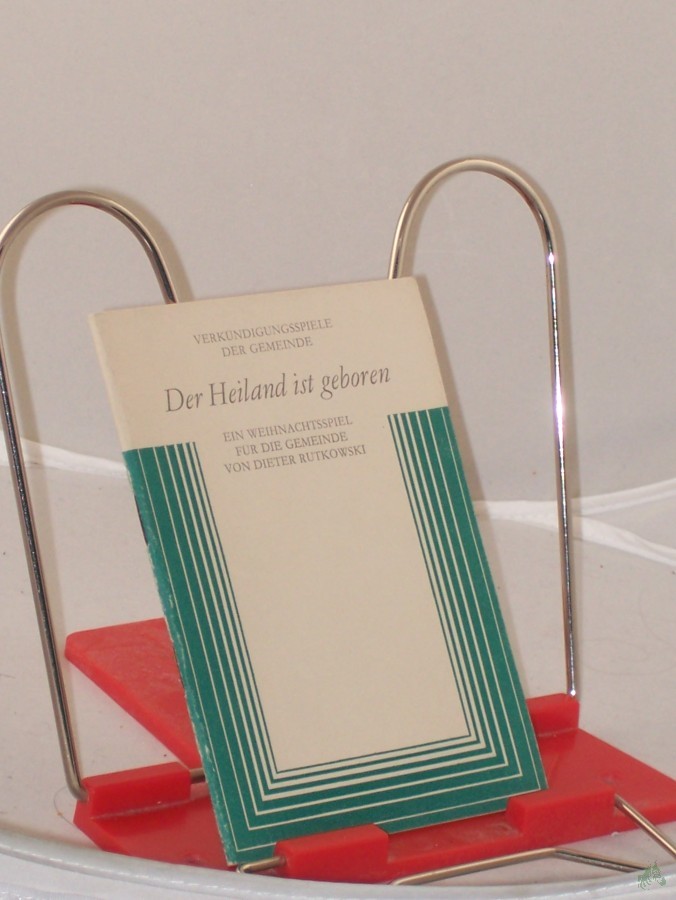 VERKÜNDIGUNGSSPIELE
DER GEMEINDE
Der Heiland ist geboren
EIN WEIHNACHTSSPIEL
FÜR DIE GEMEINDE
VON DIETER RUTKOWSKI